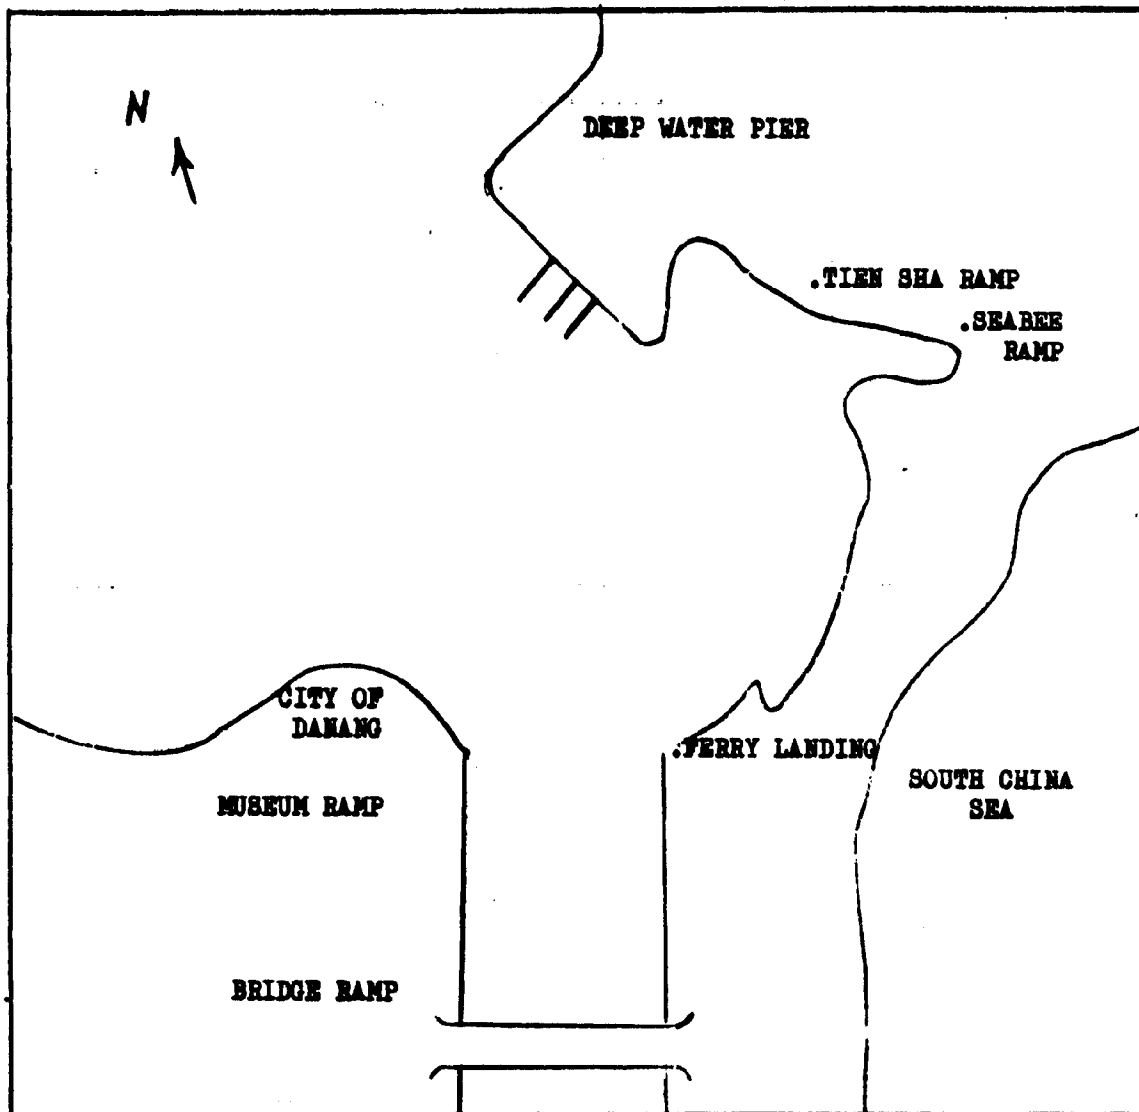 N
DEEP WATER PIER
.TIEN SHA RAMP
.SEABEE
RAMP
CITY OF
DANANG
.FERRY LANDING
SOUTH CHINA
SEA
MUSEUM RAMP
BRIDGE RAMP